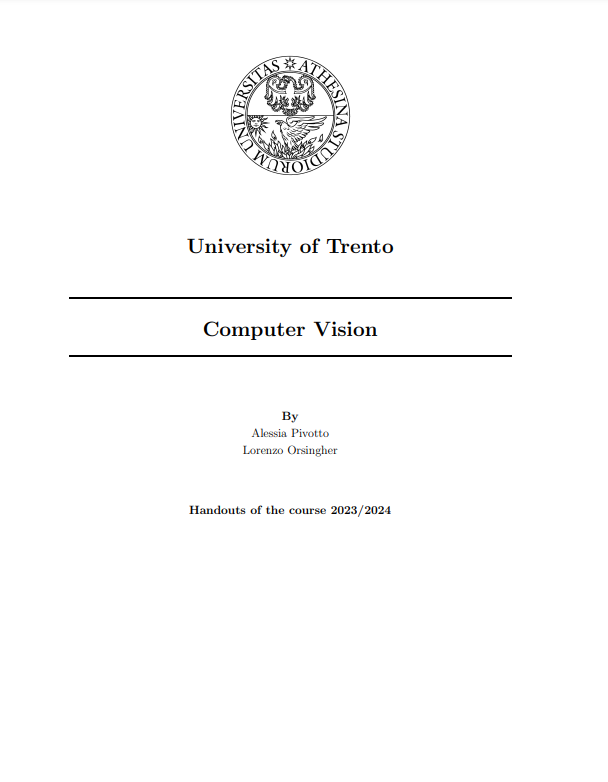 UNIVERSITAS ATHESINA STUDIORUM
University of Trento
Computer Vision
By
Alessia Pivotto
Lorenzo Orsingher
Handouts of the course 2023/2024